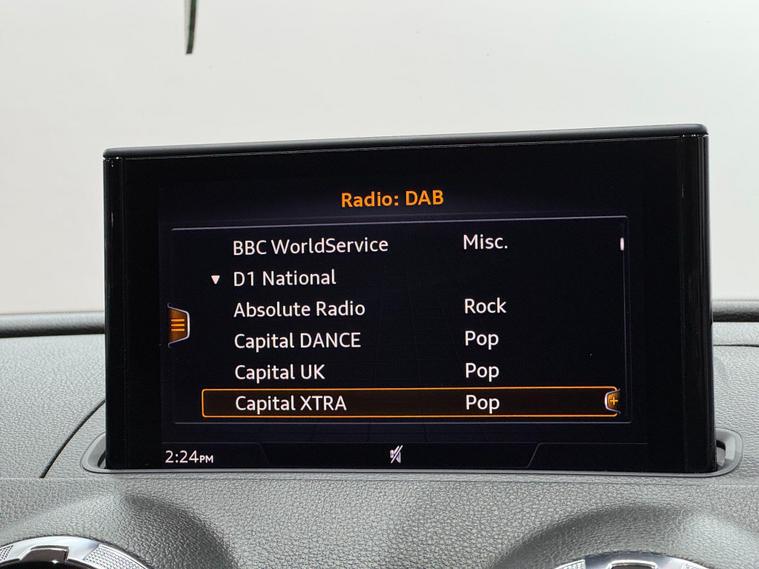 Radio: DAB
BBC WorldService Misc.
▼ D1 National
Absolute Radio Rock
Capital DANCE Pop
Capital UK Pop
Capital XTRA Pop
2:24PM